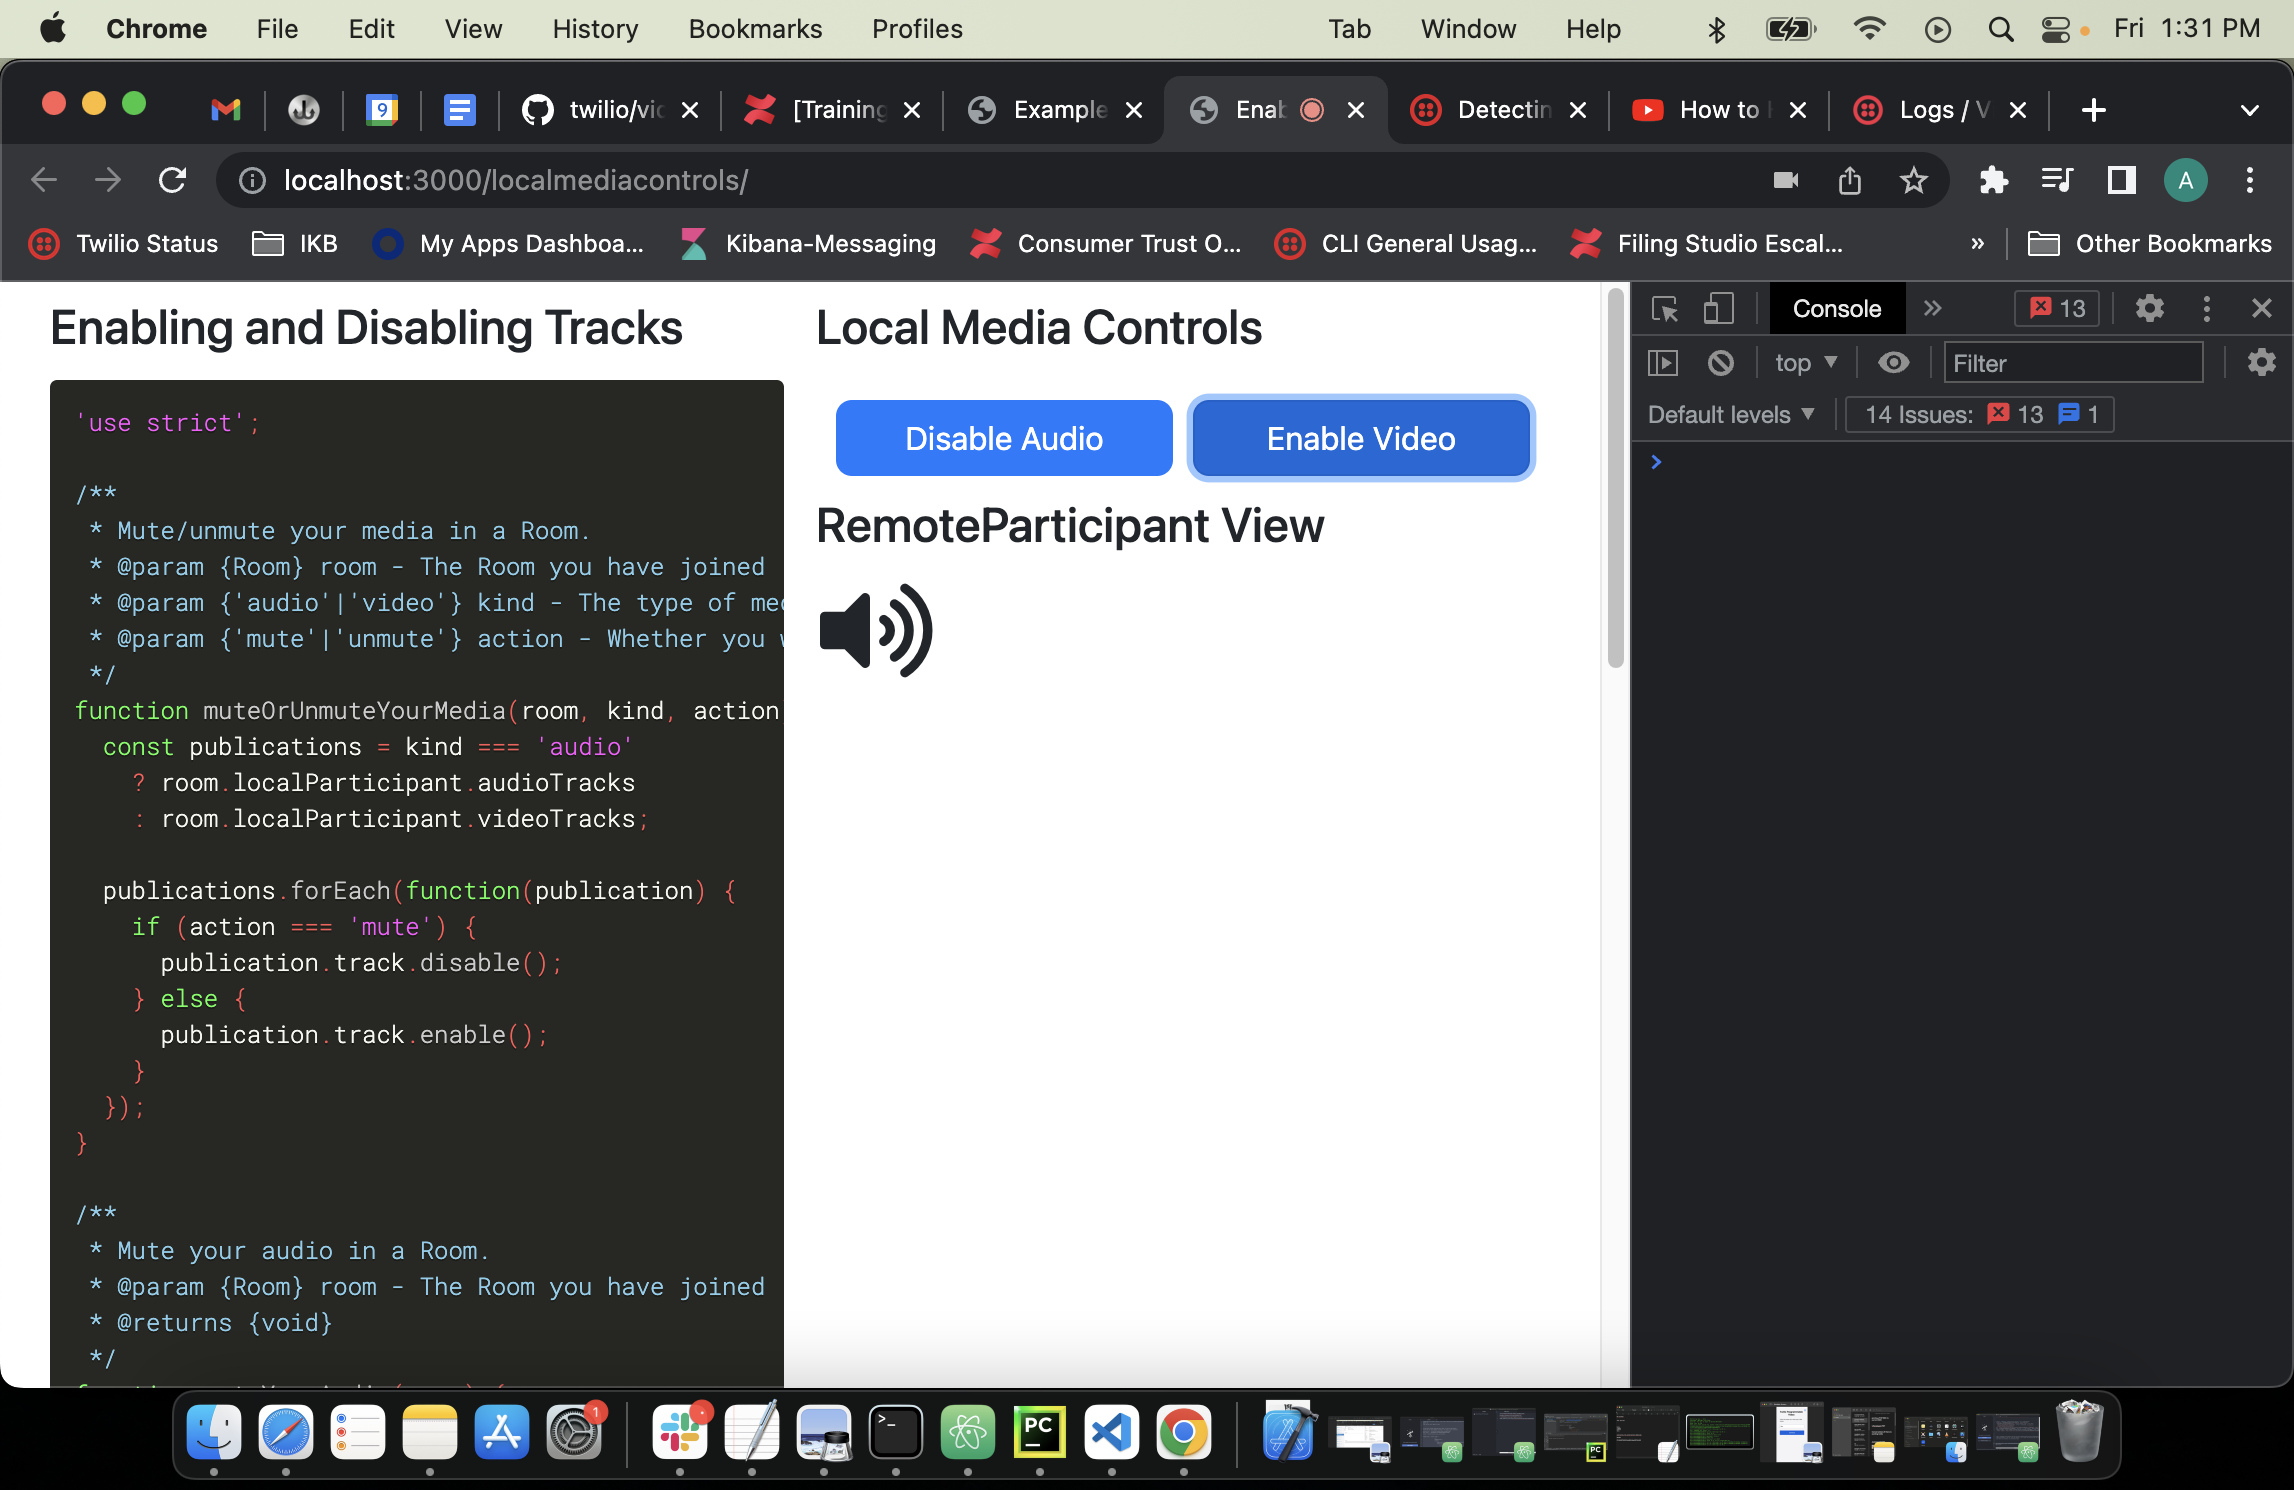 Chrome File Edit View History Bookmarks Profiles Tab Window Help Fri 1:31 PM
9 twilio/vic [Training Example Enab Detectin How to Logs / V
localhost:3000/localmediacontrols/ A
Twilio Status IKB My Apps Dashboa... Kibana-Messaging Consumer Trust O... CLI General Usag... Filing Studio Escal... » Other Bookmarks
Enabling and Disabling Tracks
'use strict';
/**
* Mute/unmute your media in a Room.
* @param {Room} room - The Room you have joined
* @param {'audio'|'video'} kind - The type of med
* @param {'mute'|'unmute'} action - Whether you w
*/
function muteOrUnmuteYourMedia(room, kind, action
const publications = kind === 'audio'
? room.localParticipant.audioTracks
: room.localParticipant.videoTracks;
publications.forEach(function(publication) {
if (action === 'mute') {
publication.track.disable();
} else {
publication.track.enable();
}
});
}
/**
* Mute your audio in a Room.
* @param {Room} room - The Room you have joined
* @returns {void}
*/
Local Media Controls
Disable Audio
Enable Video
RemoteParticipant View
Console » 13
top Filter
Default levels 14 Issues: 13 1
>
1
PC
PC